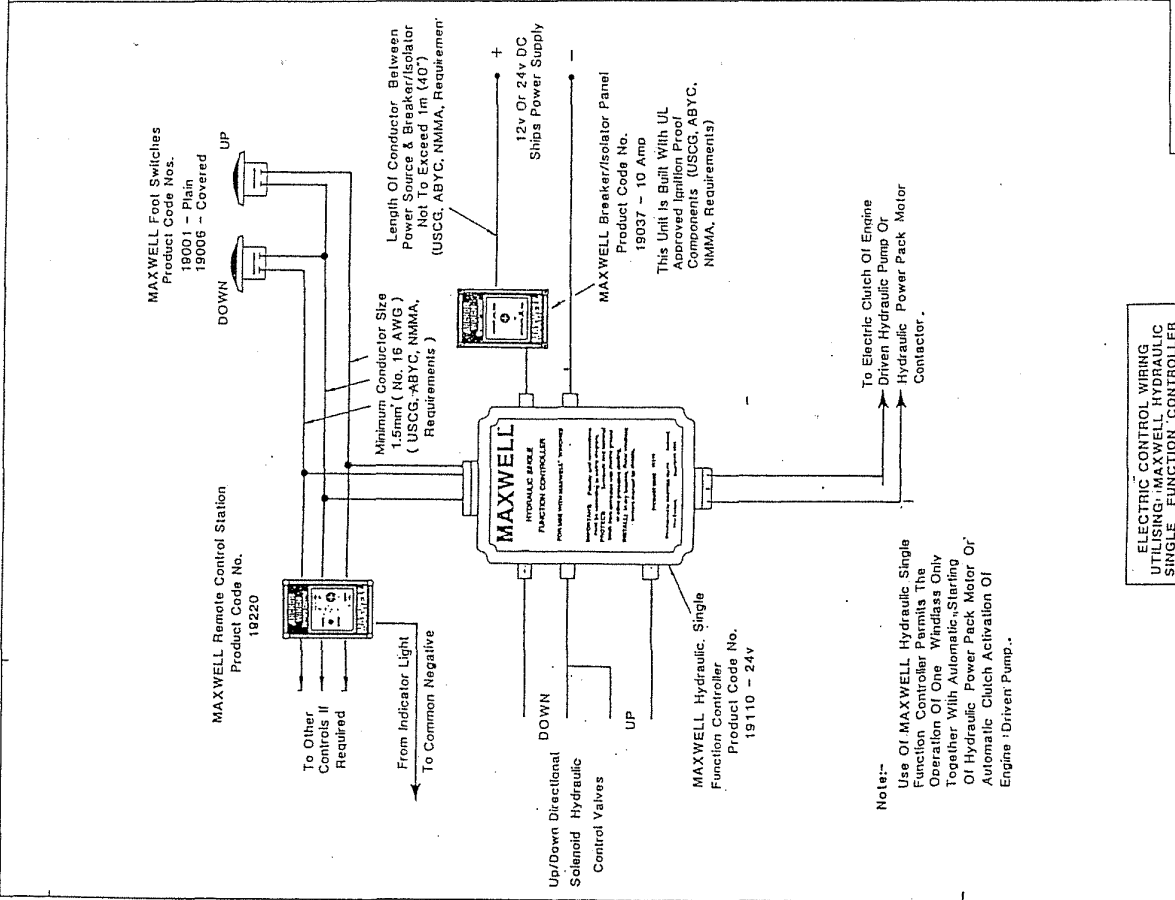 MAXWELL Foot Switches
Product Code Nos.
19001 - Plain
19006 - Covered
DOWN
UP
MAXWELL Remote Control Station
Product Code No.
19220
To Other
Controls If
Required
From Indicator Light
To Common Negative
Minimum Conductor Size
1.5mm² ( No. 16 AWG )
( USCG, ABYC, NMMA,
Requirements )
Length Of Conductor Between
Power Source & Breaker/Isolator
Not To Exceed 1m (40")
(USCG, ABYC, NMMA, Requiremen
+
12v Or 24v DC
Ships Power Supply
-
MAXWELL Breaker/Isolator Panel
Product Code No.
19037 - 10 Amp
This Unit Is Built With UL
Approved Ignition Proof
Components (USCG, ABYC,
NMMA, Requirements)
MAXWELL
HYDRAULIC SINGLE
FUNCTION CONTROLLER
Up/Down Directional
Solenoid Hydraulic
Control Valves
DOWN
UP
MAXWELL Hydraulic Single
Function Controller
Product Code No.
19110 - 24v
To Electric Clutch Of Engine
Driven Hydraulic Pump Or
Hydraulic Power Pack Motor
Contactor.
Note:-
Use Of MAXWELL Hydraulic Single
Function Controller Permits The
Operation Of One Windlass Only
Together With Automatic Starting
Of Hydraulic Power Pack Motor Or
Automatic Clutch Activation Of
Engine Driven Pump.
ELECTRIC CONTROL WIRING
UTILISING MAXWELL HYDRAULIC
SINGLE FUNCTION CONTROLLER